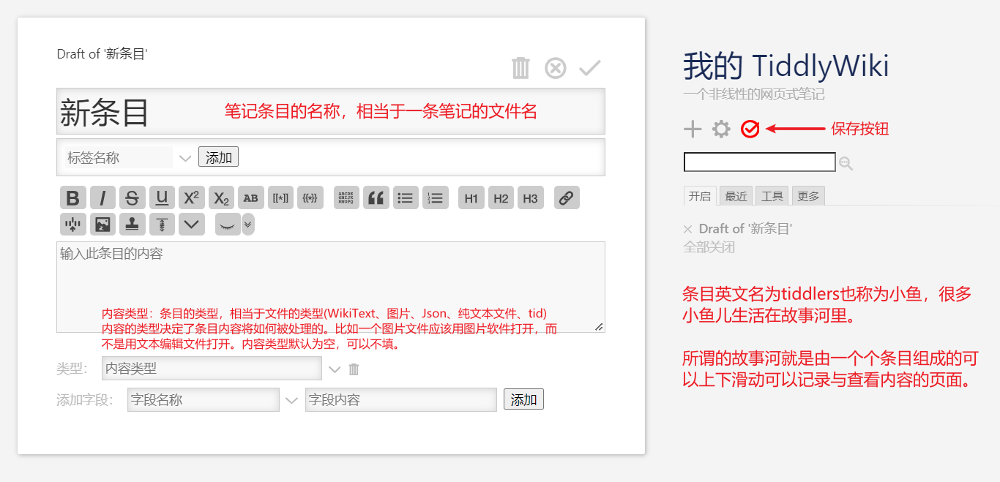 Draft of '新条目'
新条目
笔记条目的名称，相当于一条笔记的文件名
标签名称
添加
B I S U X² X₂ AB [[*]] {{*}} ABCDE GHIJK MNOPQ 1 2 3 H1 H2 H3
输入此条目的内容
内容类型：条目的类型，相当于文件的类型(WikiText、图片、Json、纯文本文件、tid)
内容的类型决定了条目内容将如何被处理的。比如一个图片文件应该用图片软件打开，而
不是用文本编辑文件打开。内容类型默认为空，可以不填。
类型：
内容类型
添加字段：
字段名称
字段内容
添加
我的 TiddlyWiki
一个非线性的网页式笔记
保存按钮
开启 最近 工具 更多
× Draft of '新条目'
全部关闭
条目英文名为tiddlers也称为小鱼，很多
小鱼儿生活在故事河里。
所谓的故事河就是由一个个条目组成的可
以上下滑动可以记录与查看内容的页面。